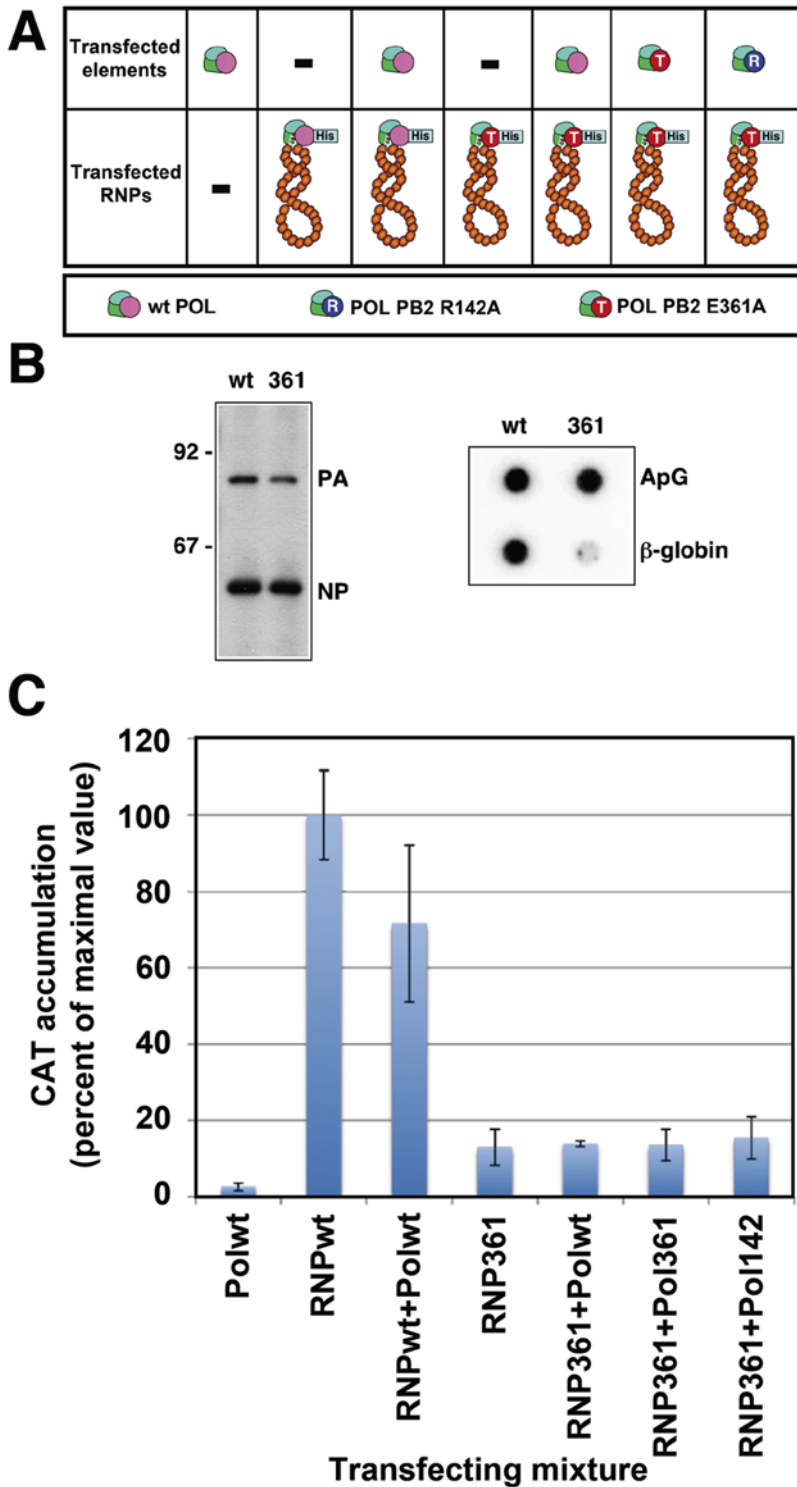 A
Transfected
elements
T
R
Transfected
RNPs
His
His
T His
T His
T His
T His
wt POL
R POL PB2 R142A
T POL PB2 E361A
B
wt 361
92 -
PA
67 -
NP
wt 361
ApG
β-globin
C
CAT accumulation
(percent of maximal value)
120
100
80
60
40
20
0
Polwt
RNPwt
RNPwt+Polwt
RNP361
RNP361+Polwt
RNP361+Pol361
RNP361+Pol142
Transfecting mixture